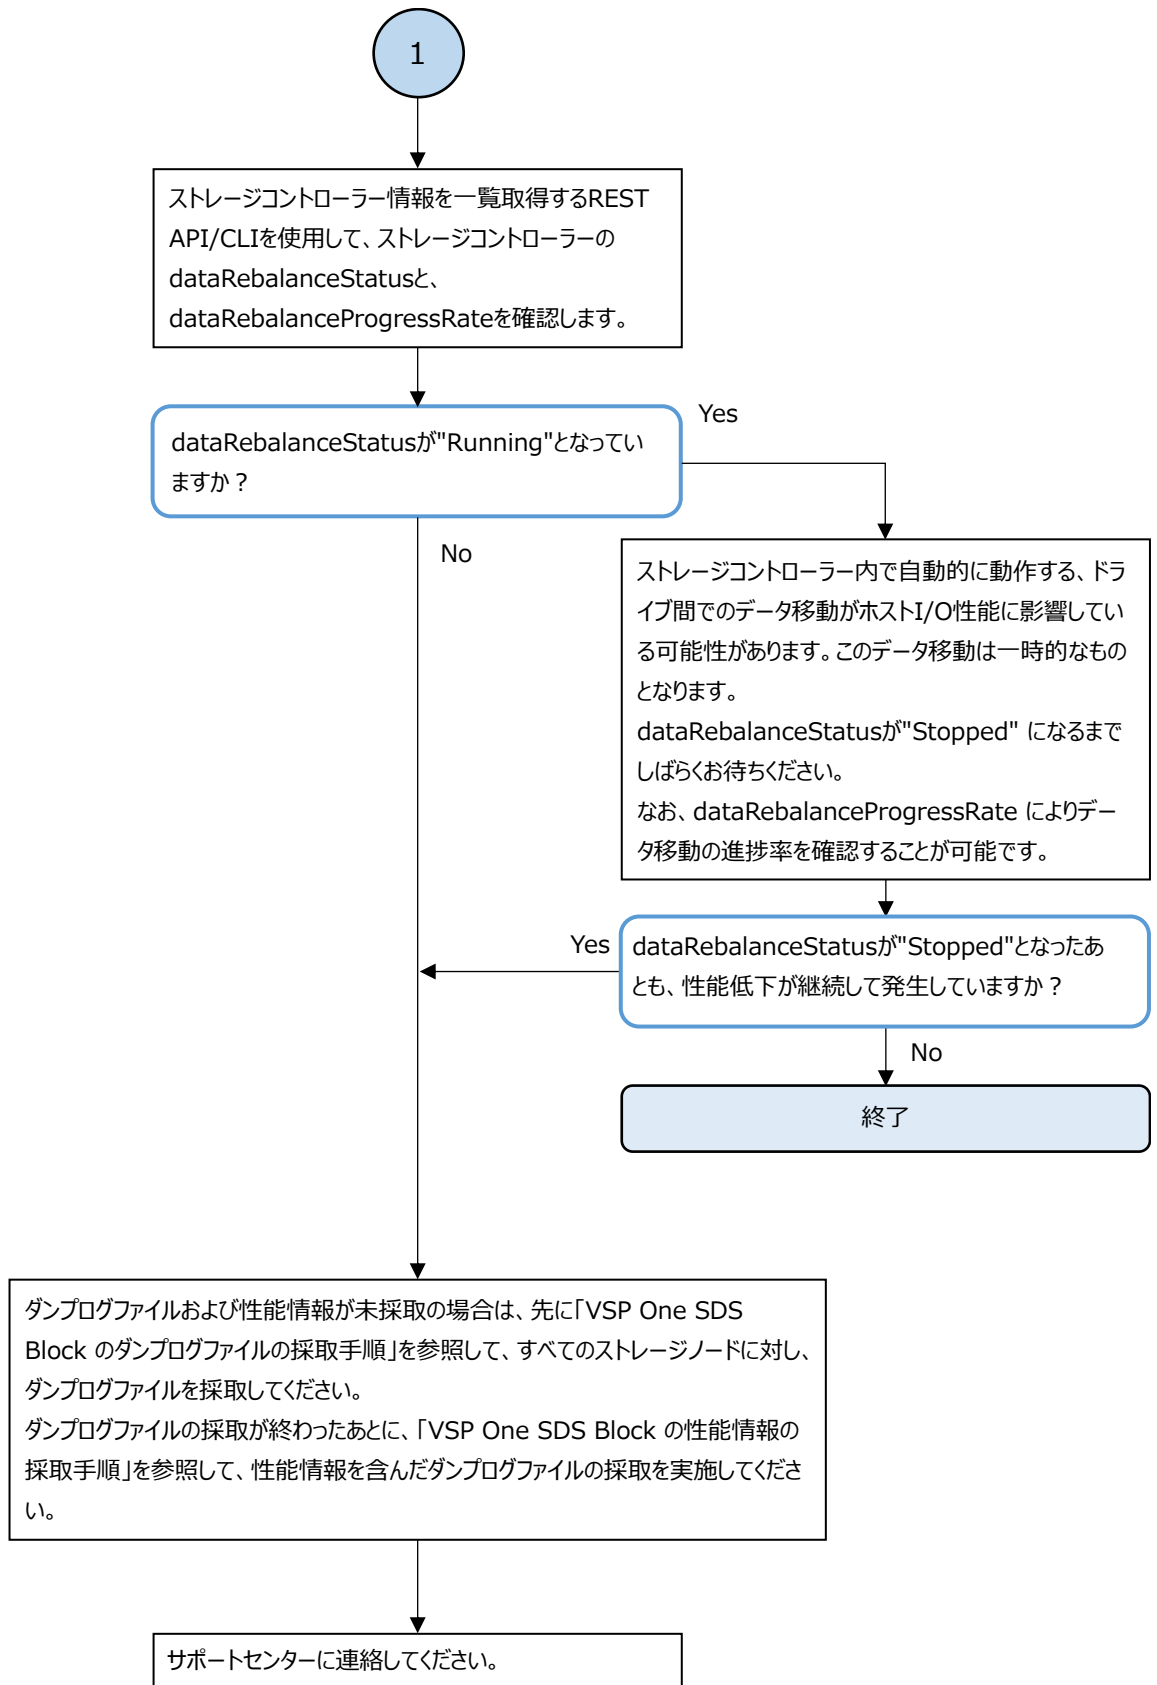 1
ストレージコントローラー情報を一覧取得するREST
API/CLIを使用して、ストレージコントローラーの
dataRebalanceStatusと、
dataRebalanceProgressRateを確認します。
dataRebalanceStatusが"Running"となってい
ますか？
Yes
No
ストレージコントローラー内で自動的に動作する、ドラ
イブ間でのデータ移動がホストI/O性能に影響してい
る可能性があります。このデータ移動は一時的なもの
となります。
dataRebalanceStatusが"Stopped" になるまで
しばらくお待ちください。
なお、dataRebalanceProgressRate によりデー
タ移動の進捗率を確認することが可能です。
Yes
dataRebalanceStatusが"Stopped"となったあ
とも、性能低下が継続して発生していますか？
No
終了
ダンプログファイルおよび性能情報が未採取の場合は、先に「VSP One SDS
Block のダンプログファイルの採取手順」を参照して、すべてのストレージノードに対し、
ダンプログファイルを採取してください。
ダンプログファイルの採取が終わったあとに、「VSP One SDS Block の性能情報の
採取手順」を参照して、性能情報を含んだダンプログファイルの採取を実施してくださ
い。
サポートセンターに連絡してください。